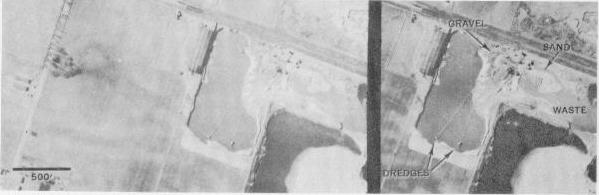 GRAVEL
SAND
WASTE
DREDGES
500'